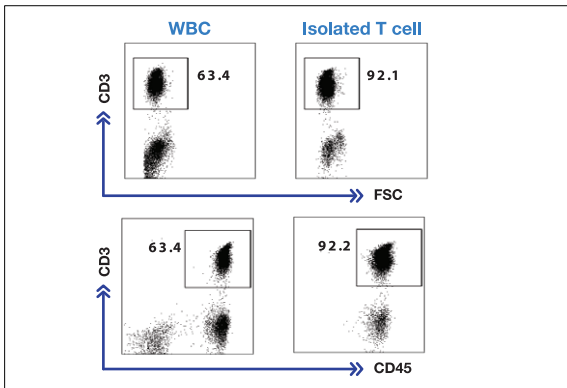 WBC
Isolated T cell
CD3
63.4
92.1
FSC
CD3
63.4
92.2
CD45